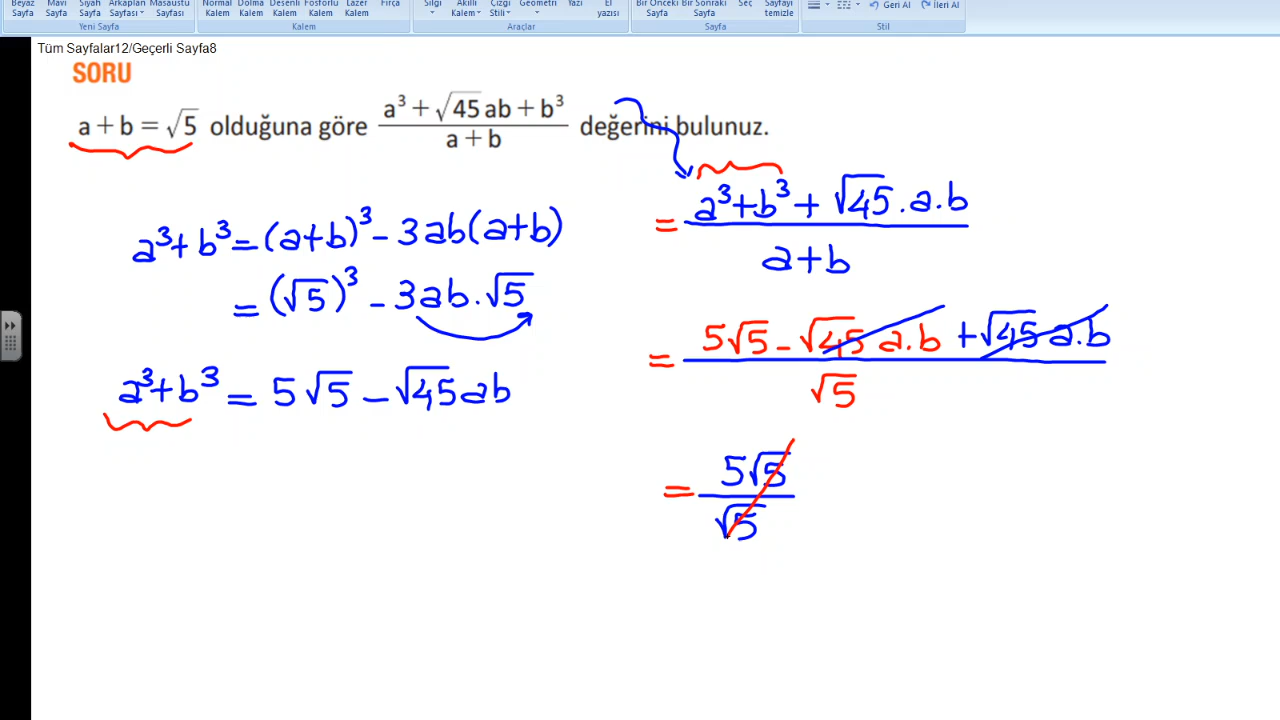 Beyaz Sayfa Mavi Sayfa Siyah Sayfa Arkaplan Sayfası Masaüstü Sayfası Normal Kalem Dolma Kalem Desenli Kalem Fosforlu Kalem Lazer Kalem Fırça Silgi Akıllı Kalem Çizgi Stili Geometri Yazı El yazısı Bir Önceki Sayfa Bir Sonraki Sayfa Seç Sayfayı temizle Geri Al İleri Al
Yeni Sayfa Kalem Araçlar Sayfa Stil
Tüm Sayfalar12/Geçerli Sayfa8
SORU
a + b = √5 olduğuna göre (a³ + √45 ab + b³)/(a + b) değerini bulunuz.
a³+b³ = (a+b)³ - 3ab(a+b)
= (√5)³ - 3ab.√5
a³+b³ = 5√5 - √45ab
= (a³+b³ + √45.a.b)/(a+b)
= (5√5 - √45 a.b + √45 a.b)/√5
= 5√5/√5